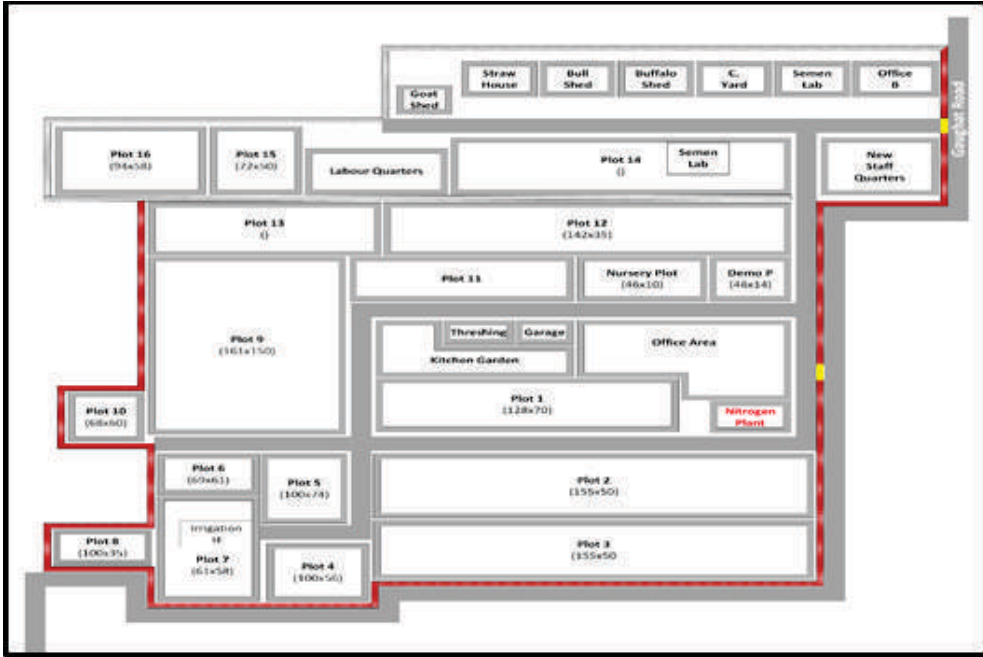 Straw
House
Bull
Shed
Buffalo
Shed
C.
Yard
Semen
Lab
Office
B
Goat
Shed
Gaughat Road
Plot 16
(94x58)
Plot 15
(72x50)
Labour Quarters
Plot 14
()
Semen
Lab
New
Staff
Quarters
Plot 13
()
Plot 12
(142x35)
Plot 11
Nursery Plot
(46x10)
Demo P
(46x14)
Plot 9
(161x150)
Threshing
Garage
Kitchen Garden
Office Area
Plot 1
(128x70)
Nitrogen
Plant
Plot 10
(68x60)
Plot 6
(69x61)
Plot 5
(100x74)
Plot 2
(155x50)
Irrigation
Plot 8
(100x35)
Plot 7
(61x58)
Plot 4
(100x56)
Plot 3
(155x50